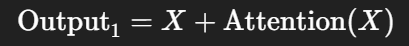 Output₁ = X + Attention(X)